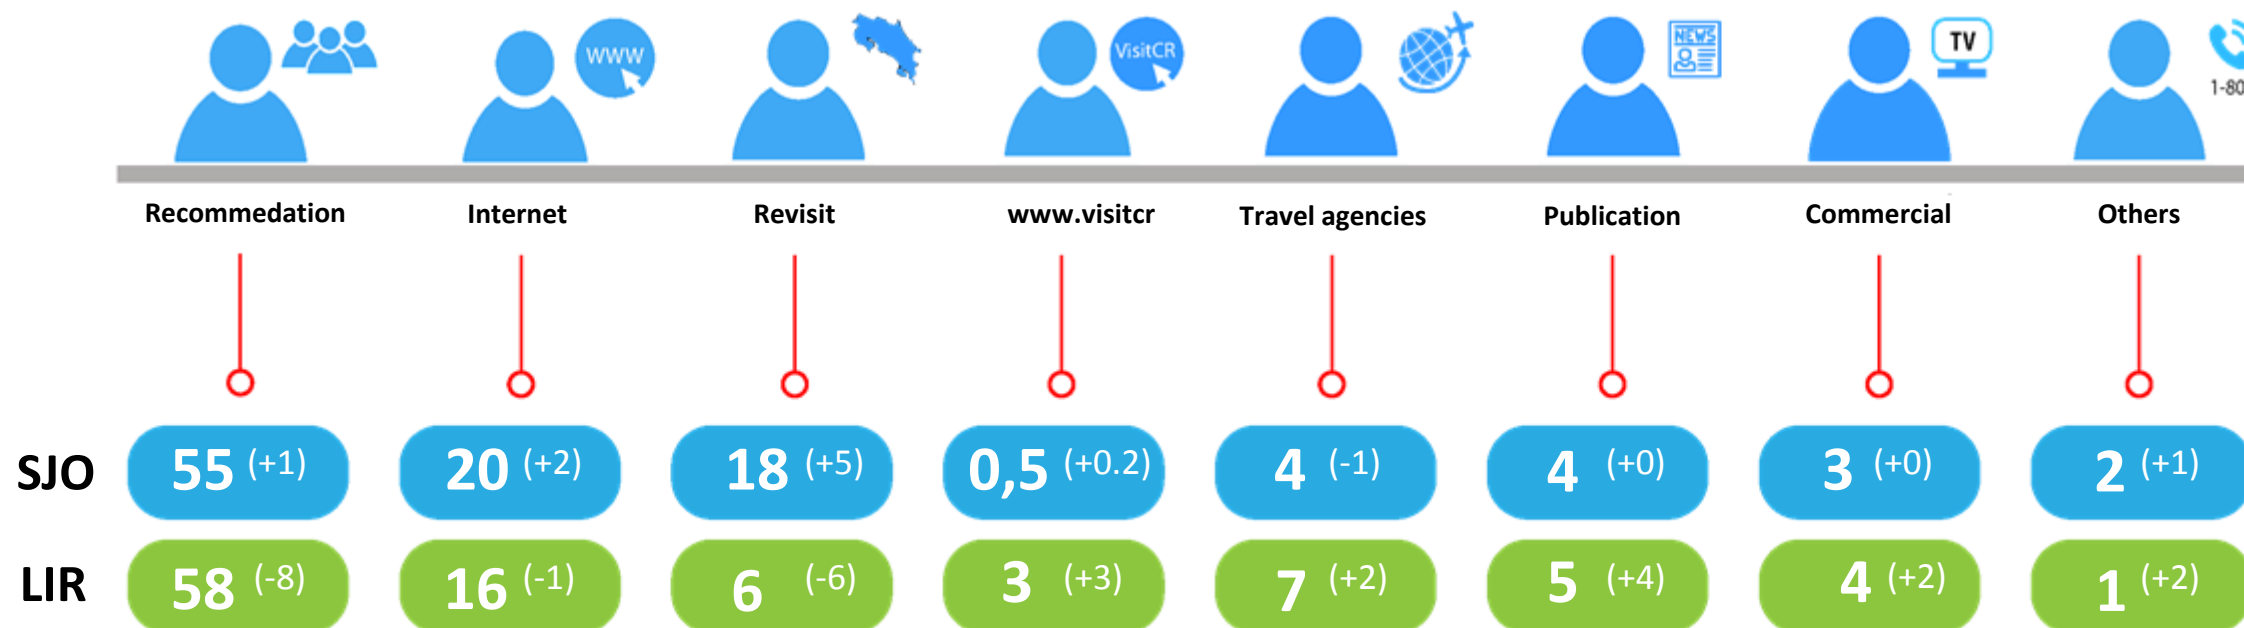 WWW
VisitCR
NEWS
TV
1-80
Recommedation Internet Revisit www.visitcr Travel agencies Publication Commercial Others
SJO 55 (+1) 20 (+2) 18 (+5) 0,5 (+0.2) 4 (-1) 4 (+0) 3 (+0) 2 (+1)
LIR 58 (-8) 16 (-1) 6 (-6) 3 (+3) 7 (+2) 5 (+4) 4 (+2) 1 (+2)